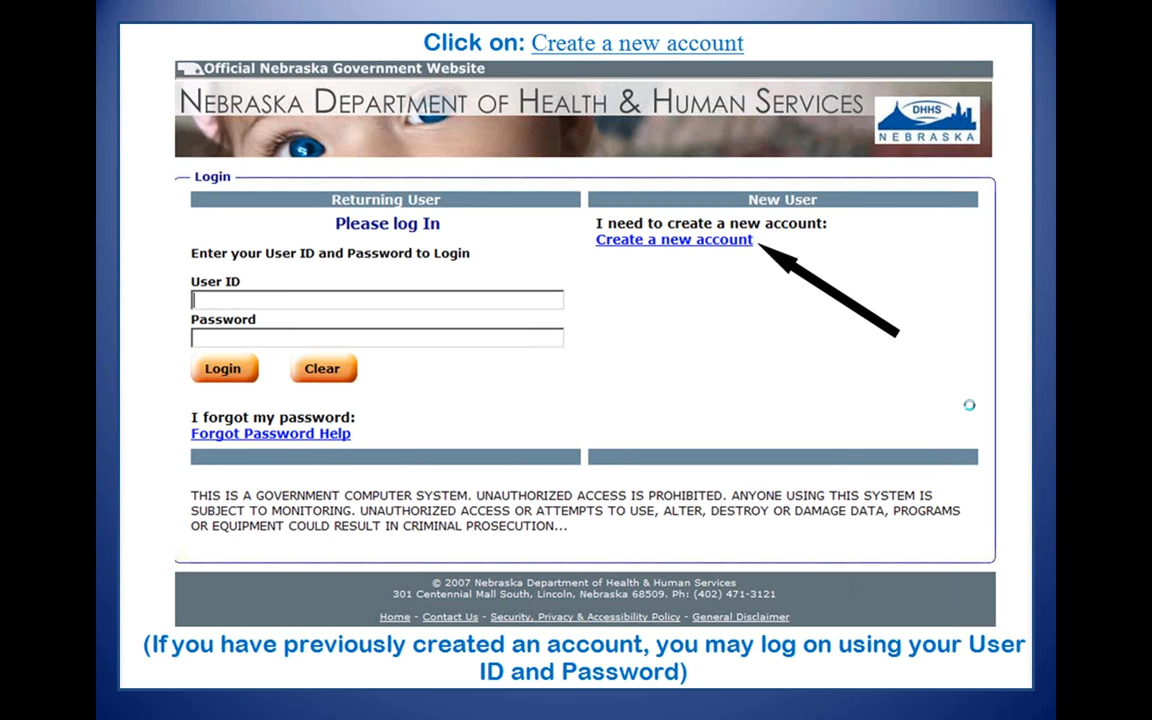 Click on: Create a new account
Official Nebraska Government Website
NEBRASKA DEPARTMENT OF HEALTH & HUMAN SERVICES
DHHS
NEBRASKA
Login
Returning User
Please log In
Enter your User ID and Password to Login
User ID
Password
Login Clear
I forgot my password:
Forgot Password Help
New User
I need to create a new account:
Create a new account
THIS IS A GOVERNMENT COMPUTER SYSTEM. UNAUTHORIZED ACCESS IS PROHIBITED. ANYONE USING THIS SYSTEM IS
SUBJECT TO MONITORING. UNAUTHORIZED ACCESS OR ATTEMPTS TO USE, ALTER, DESTROY OR DAMAGE DATA, PROGRAMS
OR EQUIPMENT COULD RESULT IN CRIMINAL PROSECUTION...
© 2007 Nebraska Department of Health & Human Services
301 Centennial Mall South, Lincoln, Nebraska 68509. Ph: (402) 471-3121
Home - Contact Us - Security, Privacy & Accessibility Policy - General Disclaimer
(If you have previously created an account, you may log on using your User
ID and Password)